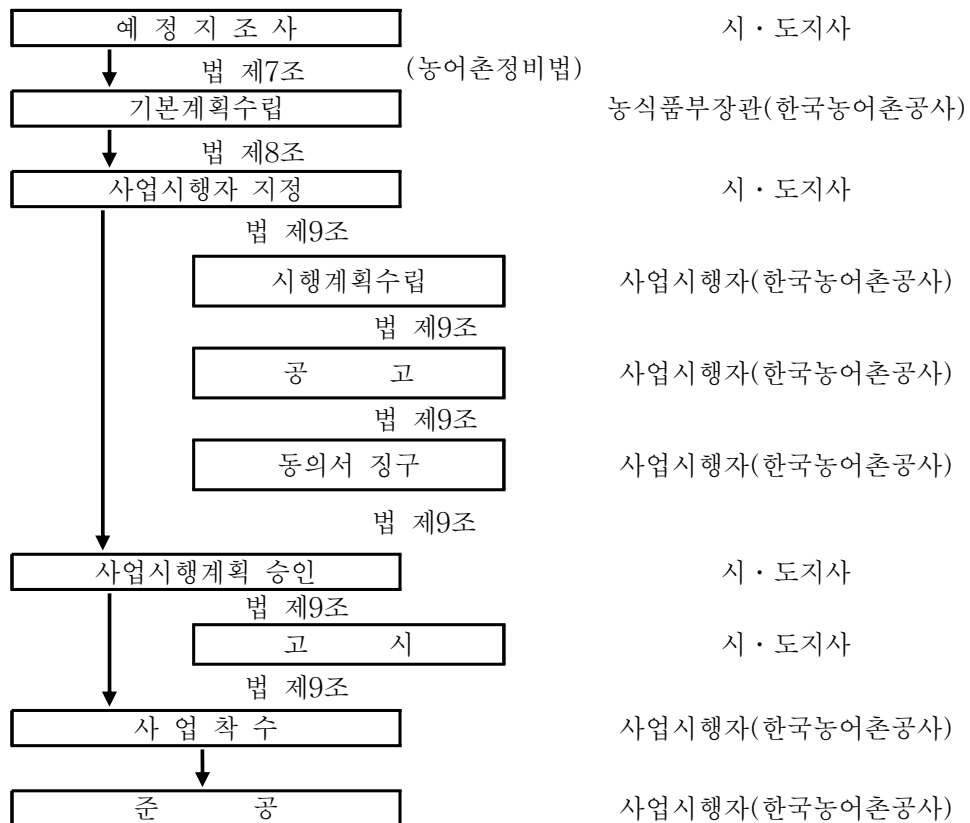 예 정 지 조 사 시·도지사
법 제7조 (농어촌정비법)
기본계획수립 농식품부장관(한국농어촌공사)
법 제8조
사업시행자 지정 시·도지사
법 제9조
시행계획수립 사업시행자(한국농어촌공사)
법 제9조
공 고 사업시행자(한국농어촌공사)
법 제9조
동의서 징구 사업시행자(한국농어촌공사)
법 제9조
사업시행계획 승인 시·도지사
법 제9조
고 시 시·도지사
법 제9조
사 업 착 수 사업시행자(한국농어촌공사)
준 공 사업시행자(한국농어촌공사)